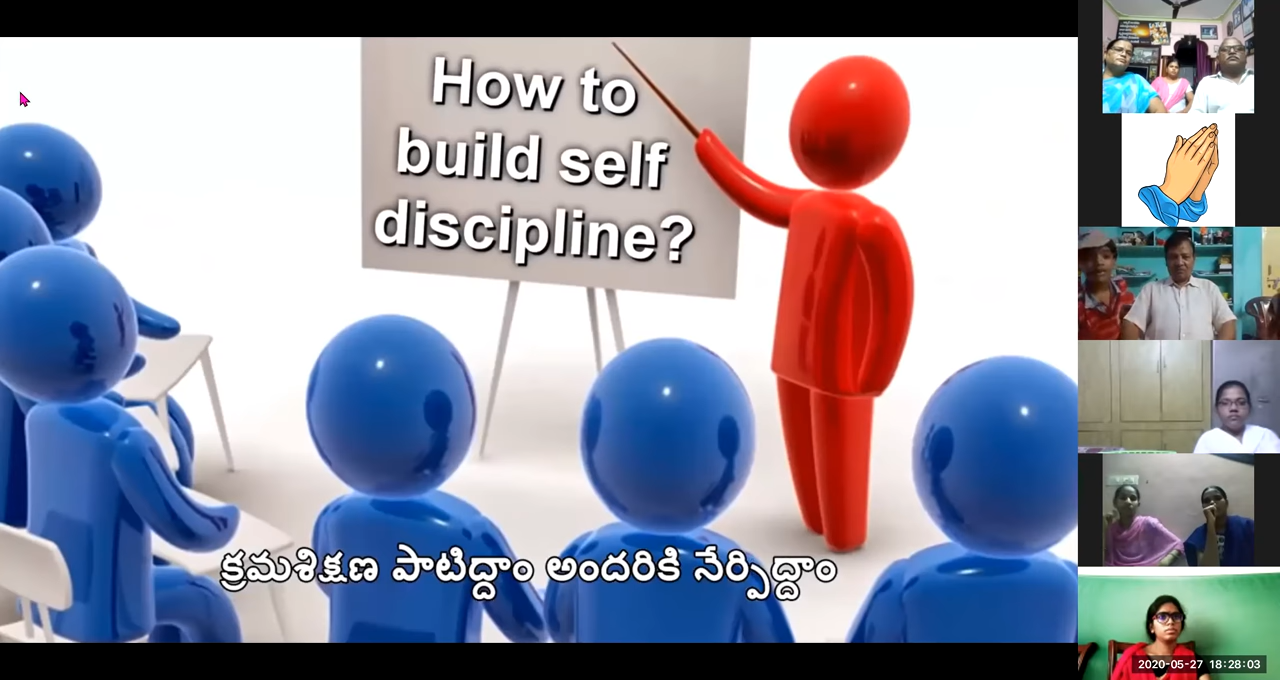 How to
build self
discipline?
క్రమశిక్షణ పాటిద్దాం అందరికి నేర్పిద్దాం
2020-05-27 18:28:03